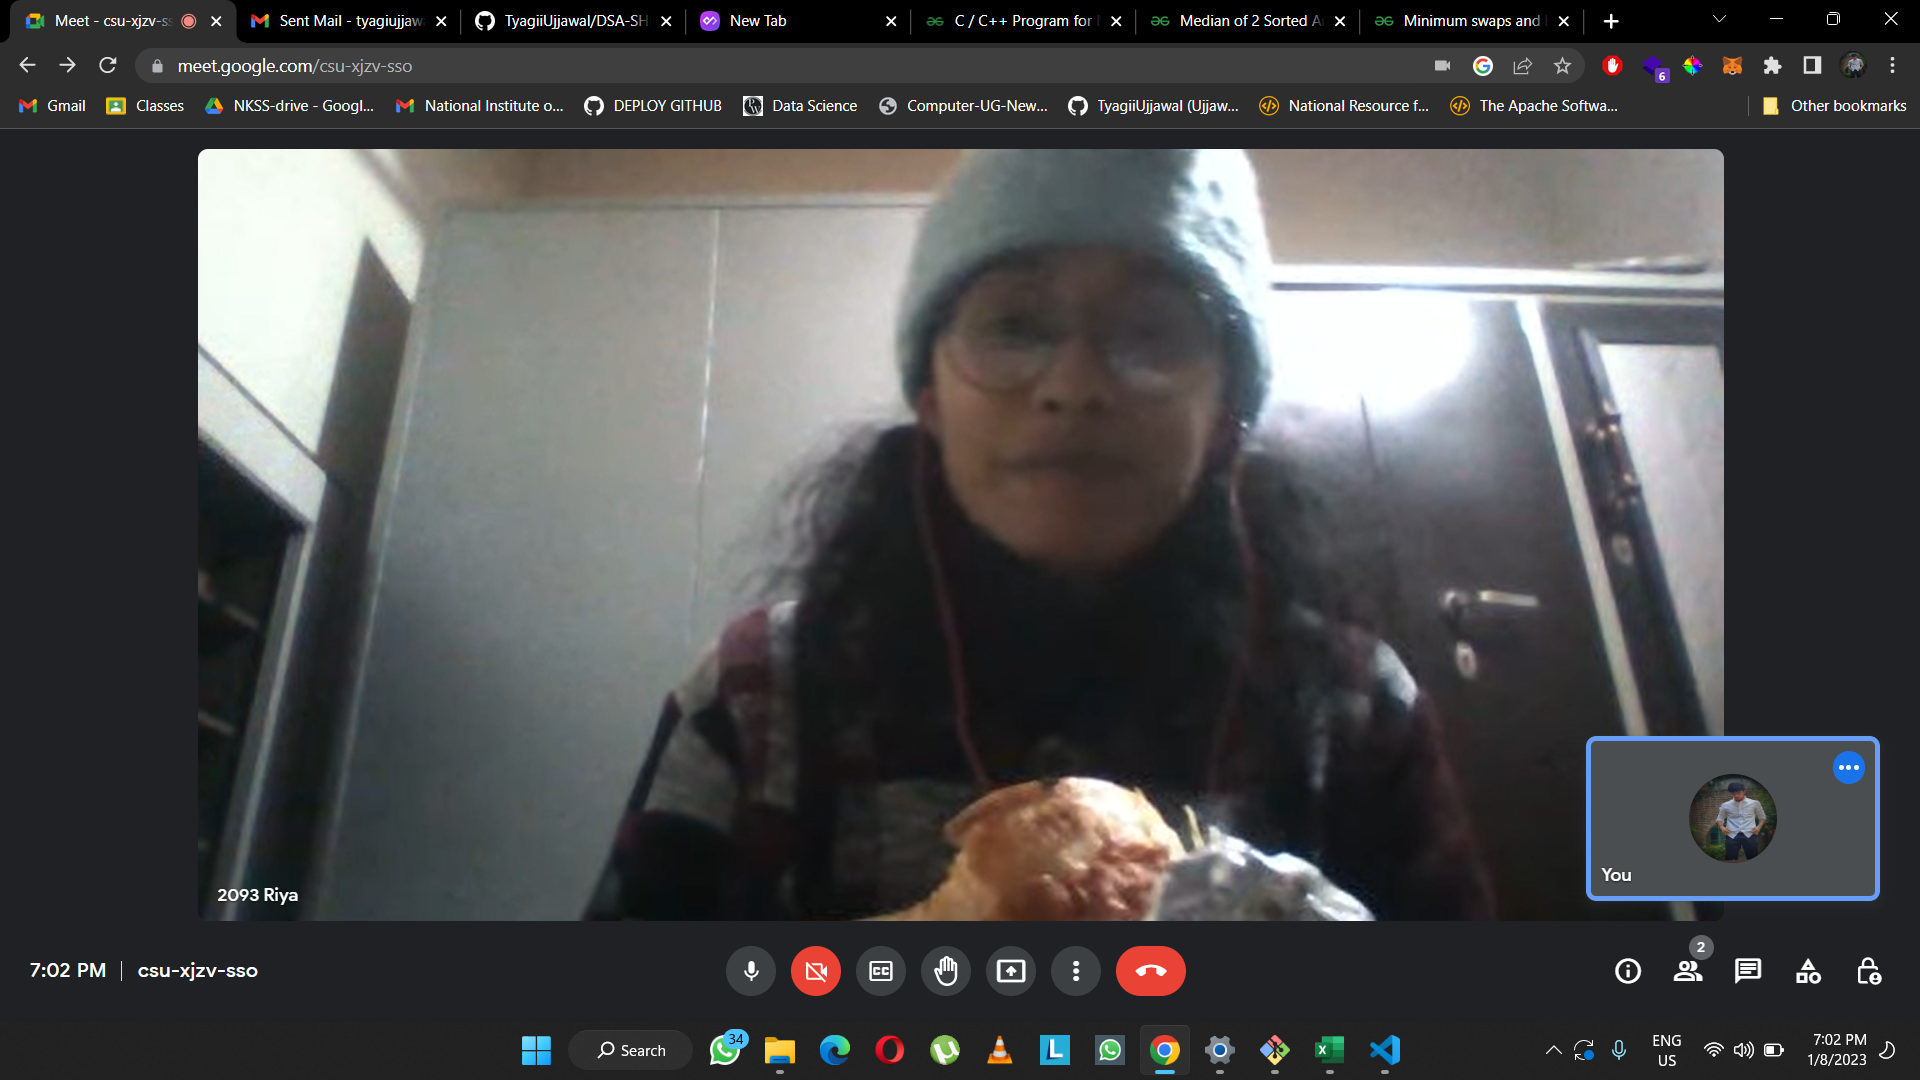 Meet - csu-xjzv-ss
Sent Mail - tyagiujjaw
TyagiiUjjawal/DSA-SH
New Tab
C / C++ Program for
Median of 2 Sorted A
Minimum swaps and
meet.google.com/csu-xjzv-sso
6
Gmail
Classes
NKSS-drive - Googl...
National Institute o...
DEPLOY GITHUB
Data Science
Computer-UG-New...
TyagiiUjjawal (Ujjaw...
National Resource f...
The Apache Softwa...
Other bookmarks
2093 Riya
You
7:02 PM | csu-xjzv-sso
CC
2
Search
34
L
ENG
US
7:02 PM
1/8/2023